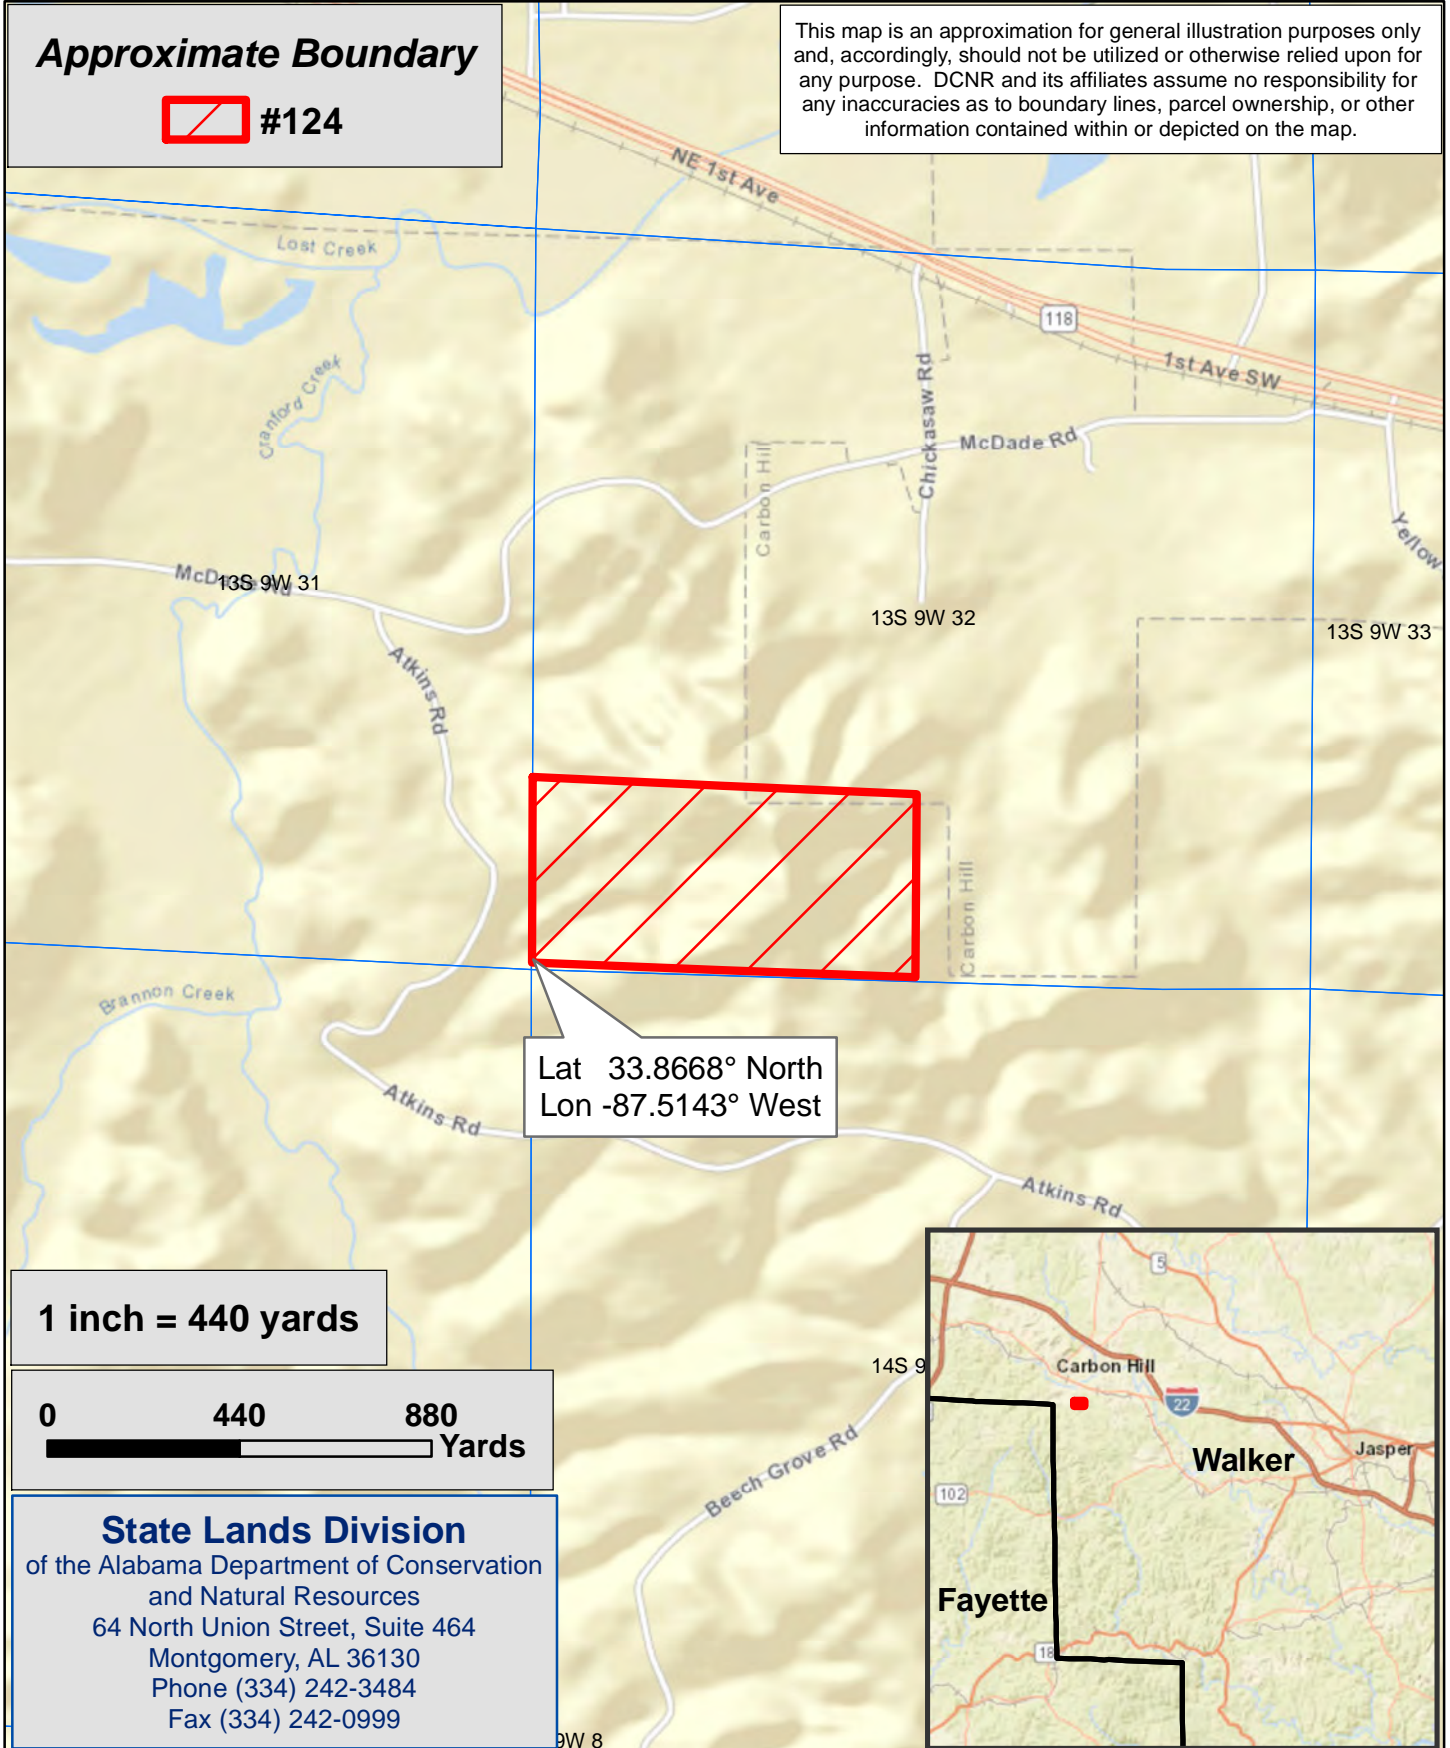 Approximate Boundary
#124
This map is an approximation for general illustration purposes only
and, accordingly, should not be utilized or otherwise relied upon for
any purpose. DCNR and its affiliates assume no responsibility for
any inaccuracies as to boundary lines, parcel ownership, or other
information contained within or depicted on the map.
NE 1st Ave
Lost Creek
118
1st Ave SW
Cranford Creek
Chickasaw Rd
McDade Rd
Carbon Hill
Yellow
McDade Rd
13S 9W 31
13S 9W 32
13S 9W 33
Atkins Rd
Carbon Hill
Brannon Creek
Lat 33.8668° North
Lon -87.5143° West
Atkins Rd
Atkins Rd
1 inch = 440 yards
0 440 880
Yards
14S 9
Beech Grove Rd
State Lands Division
of the Alabama Department of Conservation
and Natural Resources
64 North Union Street, Suite 464
Montgomery, AL 36130
Phone (334) 242-3484
Fax (334) 242-0999
9W 8
5
Carbon Hill
22
Walker
Jasper
102
Fayette
18